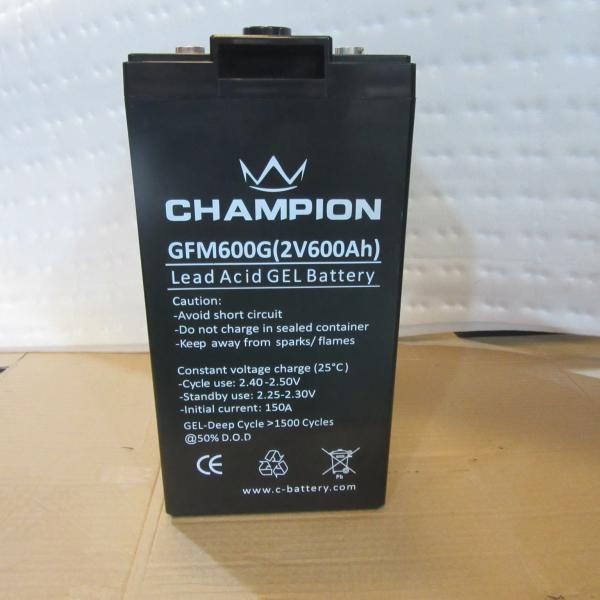 CHAMPION
GFM600G(2V600Ah)
Lead Acid GEL Battery
Caution:
-Avoid short circuit
-Do not charge in sealed container
-Keep away from sparks/ flames
Constant voltage charge (25°C)
-Cycle use: 2.40-2.50V
-Standby use: 2.25-2.30V
-Initial current: 150A
GEL-Deep Cycle >1500 Cycles
@50% D.O.D
CE
Pb
www.c-battery.com